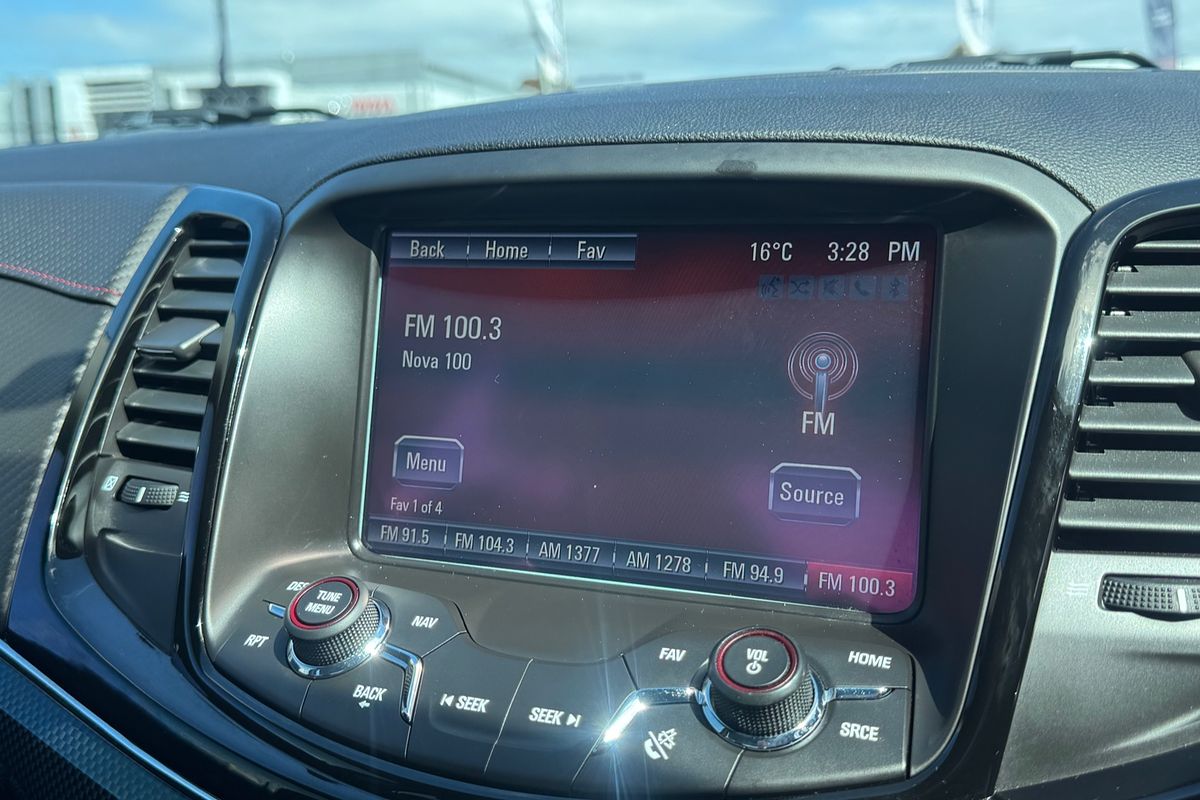 Back Home Fav 16°C 3:28 PM
FM 100.3
Nova 100
FM
Menu
Source
Fav 1 of 4
FM 91.5 FM 104.3 AM 1377 AM 1278 FM 94.9 FM 100.3
TUNE
MENU
NAV
RPT
BACK
SEEK
SEEK
FAV
VOL
HOME
SRCE